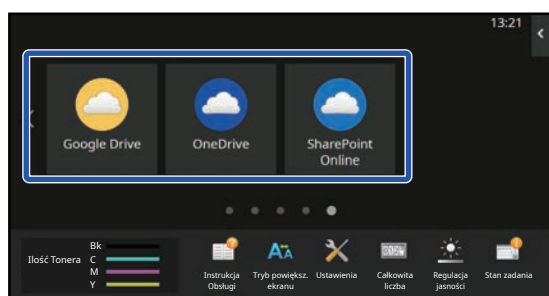 13:21
Google Drive
OneDrive
SharePoint
Online
Ilość Tonera
Bk
C
M
Y
Instrukcja
Obsługi
Tryb powiększ.
ekranu
Ustawienia
Całkowita
liczba
Regulacja
jasności
Stan zadania